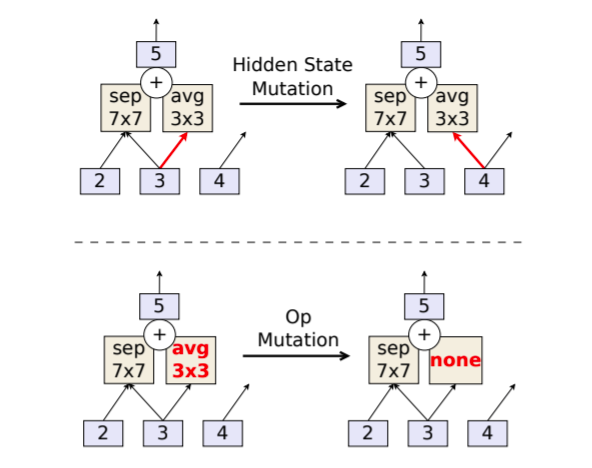 5
+
sep
7x7
avg
3x3
2
3
4
Hidden State
Mutation
5
+
sep
7x7
avg
3x3
2
3
4
5
+
sep
7x7
avg
3x3
2
3
4
Op
Mutation
5
+
sep
7x7
none
2
3
4